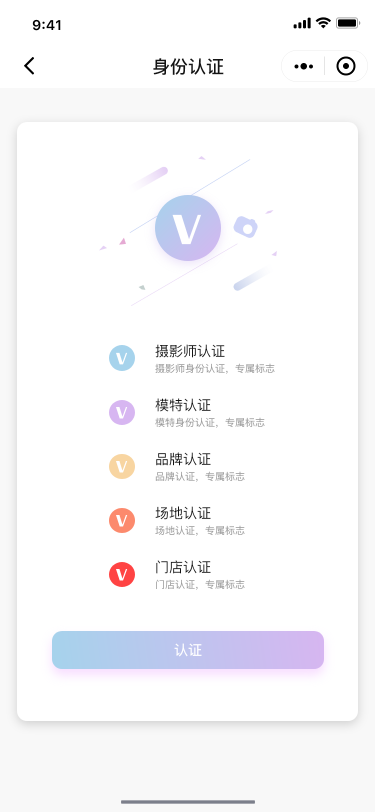 9:41
身份认证
V
V
摄影师认证
摄影师身份认证，专属标志
V
模特认证
模特身份认证，专属标志
V
品牌认证
品牌认证，专属标志
V
场地认证
场地认证，专属标志
V
门店认证
门店认证，专属标志
认证